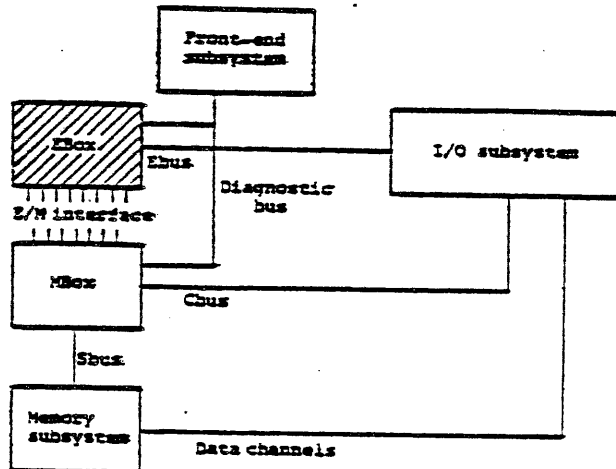 Front-end
subsystem
EBox
Ebus
I/O subsystem
Diagnostic
bus
E/M interface
MBox
Cbus
Sbus
Memory
subsystem
Data channels